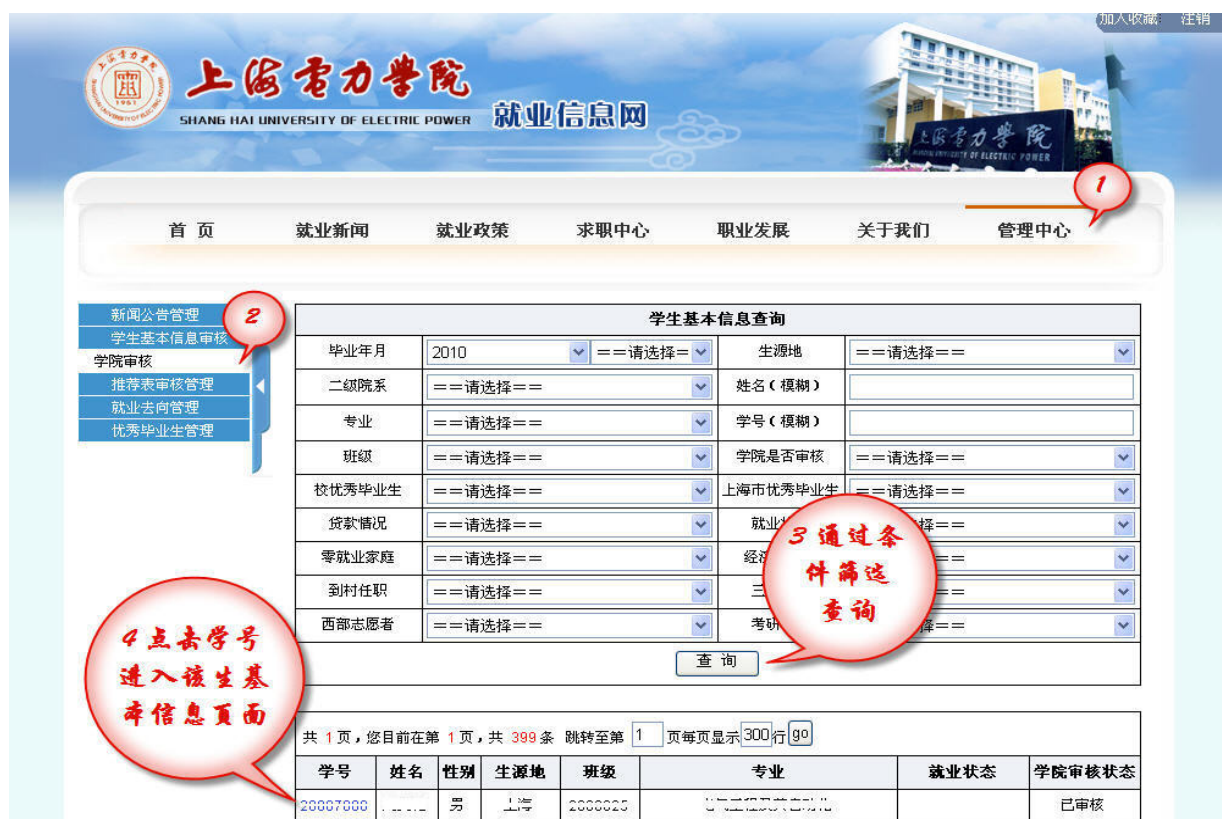 加入收藏 注销
上海电力学院
SHANG HAI UNIVERSITY OF ELECTRIC POWER
就业信息网
上海电力学院
SHANGHAI UNIVERSITY OF ELECTRIC POWER
1
首 页 就业新闻 就业政策 求职中心 职业发展 关于我们 管理中心
新闻公告管理
2
学生基本信息审核
学院审核
推荐表审核管理
就业去向管理
优秀毕业生管理
学生基本信息查询
毕业年月 2010 ==请选择= 生源地 ==请选择==
二级院系 ==请选择== 姓名(模糊)
专业 ==请选择== 学号(模糊)
班级 ==请选择== 学院是否审核 ==请选择==
校优秀毕业生 ==请选择== 上海市优秀毕业生 ==请选择==
贷款情况 ==请选择== 就业
零就业家庭 ==请选择==
到村任职 ==请选择==
西部志愿者 ==请选择== 考研
3 通过条
件筛选
查询
查 询
4 点击学号
进入该生基
本信息页面
共 1 页,您目前在第 1 页,共 399 条 跳转至第 1 页每页显示 300 行 go
学号 姓名 性别 生源地 班级 专业 就业状态 学院审核状态
男 上海 已审核